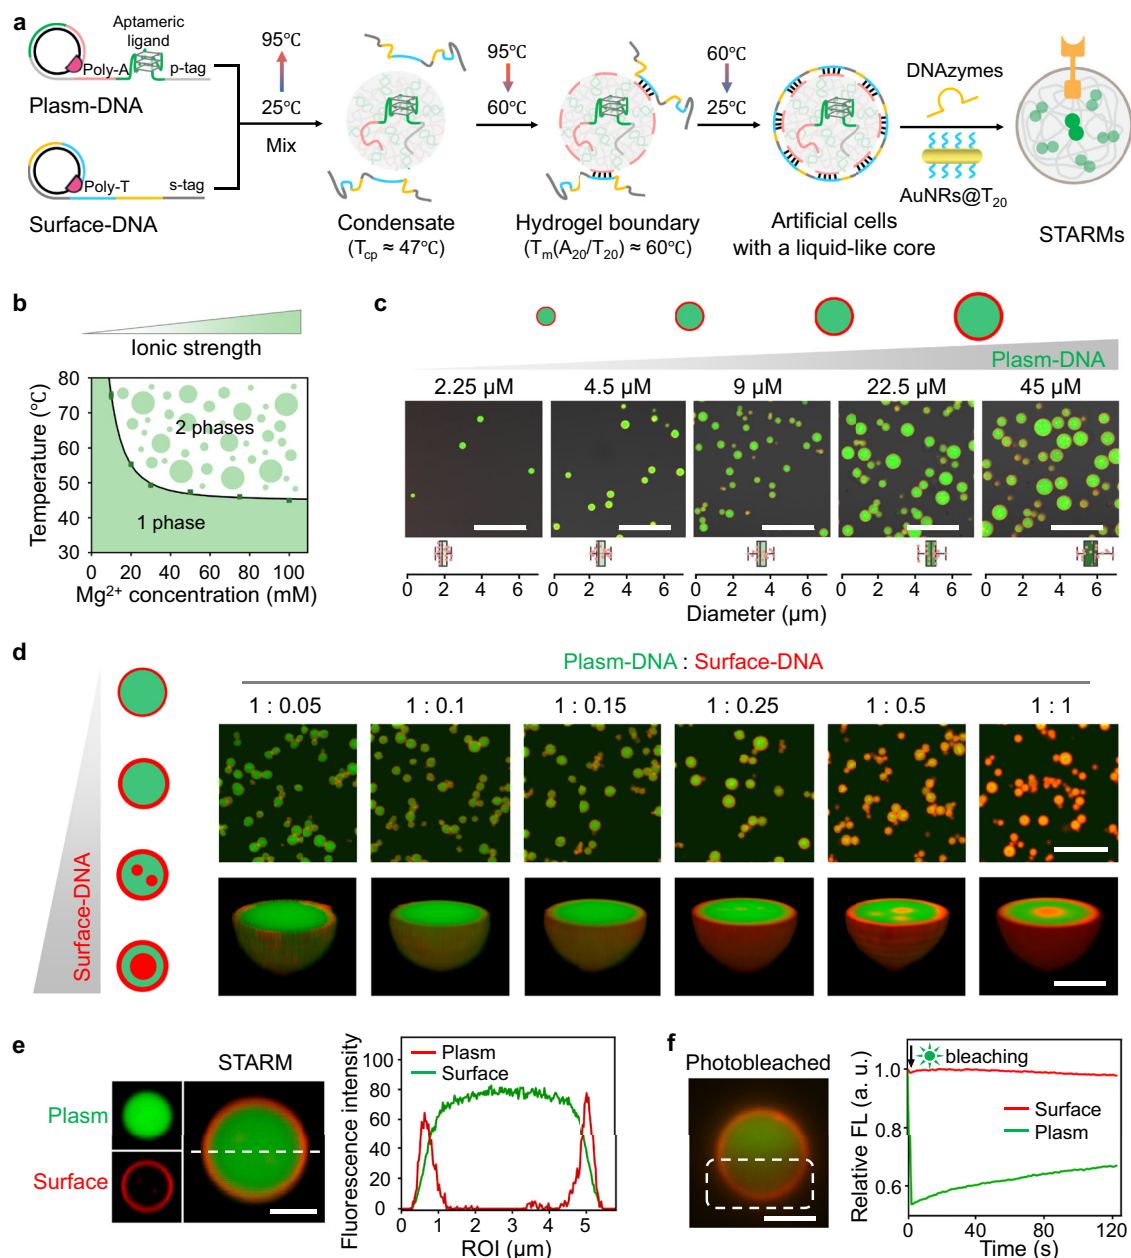 a
Aptameric
ligand
Poly-A
p-tag
Plasm-DNA
Poly-T
s-tag
Surface-DNA
95℃
25℃
Mix
Condensate
(Tcp ≈ 47℃)
95℃
60℃
Hydrogel boundary
(Tm(A20/T20) ≈ 60℃)
60℃
25℃
Artificial cells
with a liquid-like core
DNAzymes
AuNRs@T20
STARMs
b
Ionic strength
Temperature (℃)
80
70
60
50
40
30
2 phases
1 phase
0 20 40 60 80 100
Mg2+ concentration (mM)
c
Plasm-DNA
2.25 µM 4.5 µM 9 µM 22.5 µM 45 µM
0 2 4 6 2 4 6 2 4 6 2 4 6 2 4 6
Diameter (µm)
d
Plasm-DNA : Surface-DNA
1 : 0.05 1 : 0.1 1 : 0.15 1 : 0.25 1 : 0.5 1 : 1
Surface-DNA
e
STARM
Plasm
Surface
Fluorescence intensity
100
80
60
40
20
0
Plasm
Surface
0 1 2 3 4 5
ROI (µm)
f
Photobleached
Relative FL (a. u.)
1.0
0.8
0.6
bleaching
Surface
Plasm
0 40 80 120
Time (s)